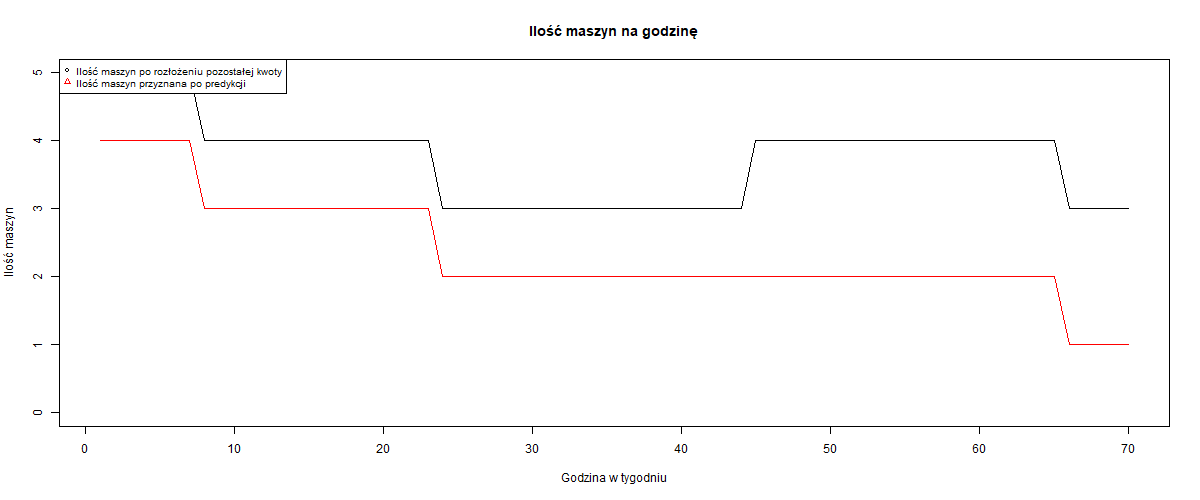 Ilość maszyn na godzinę
Ilość maszyn po rozłożeniu pozostałej kwoty
Ilość maszyn przyznana po predykcji
Ilość maszyn
5
4
3
2
1
0
0 10 20 30 40 50 60 70
Godzina w tygodniu